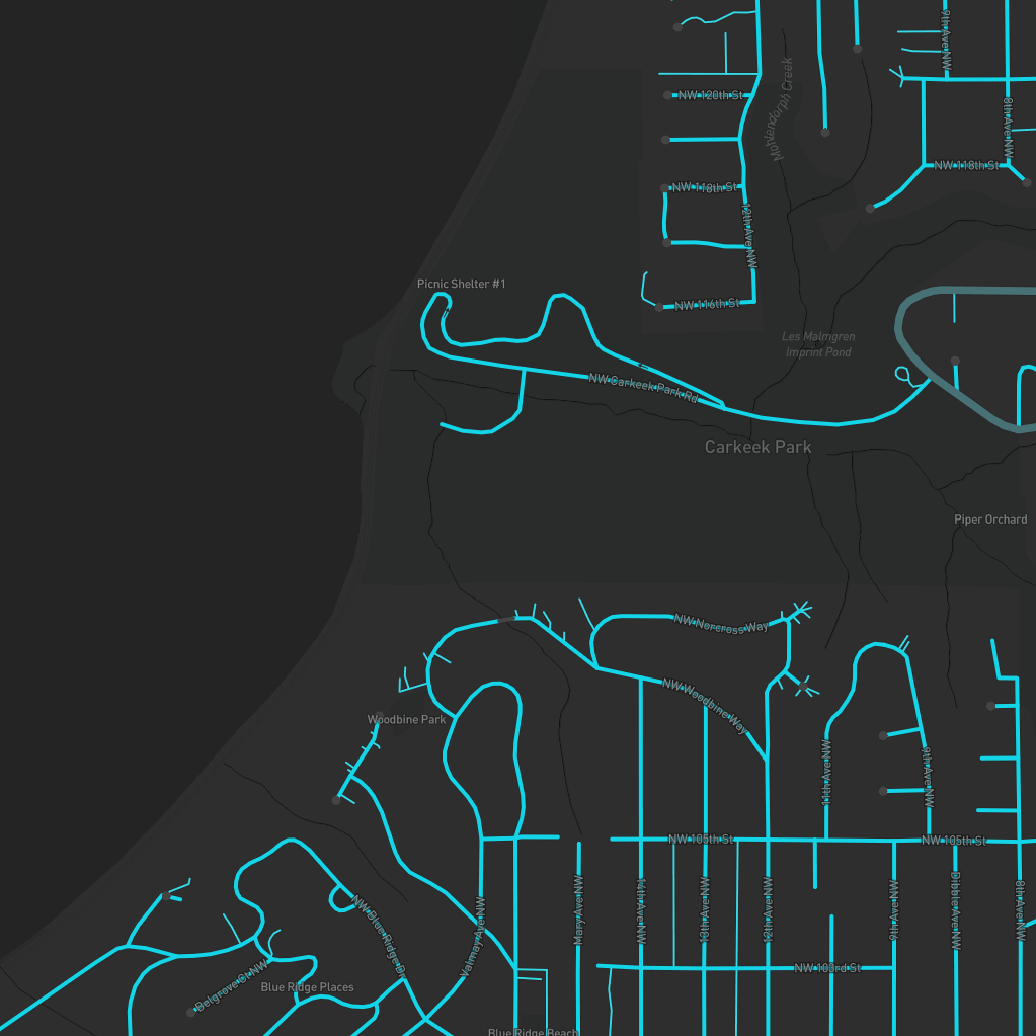 9th Ave NW
NW 120th St
Mohlendorph Creek
8th Ave NW
NW 118th St
NW 118th St
12th Ave NW
Picnic Shelter #1
NW 116th St
Les Malmgren
Imprint Pond
NW Carkeek Park Rd
Carkeek Park
Piper Orchard
NW Norcross Way
NW Woodbine Way
Woodbine Park
11th Ave NW
9th Ave NW
NW 105th St
NW 105th St
Valmay Ave NW
Mary Ave NW
14th Ave NW
13th Ave NW
12th Ave NW
9th Ave NW
Dibble Ave NW
8th Ave NW
NW Blue Ridge Dr
NW 103rd St
Belgrove Ct NW
Blue Ridge Places
Blue Ridge Beach